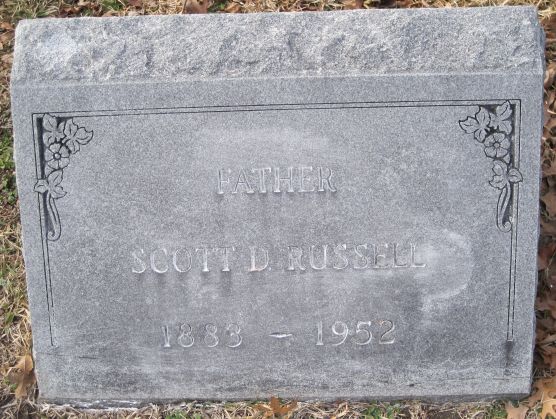 FATHER
SCOTT D. RUSSELL
1883 - 1952